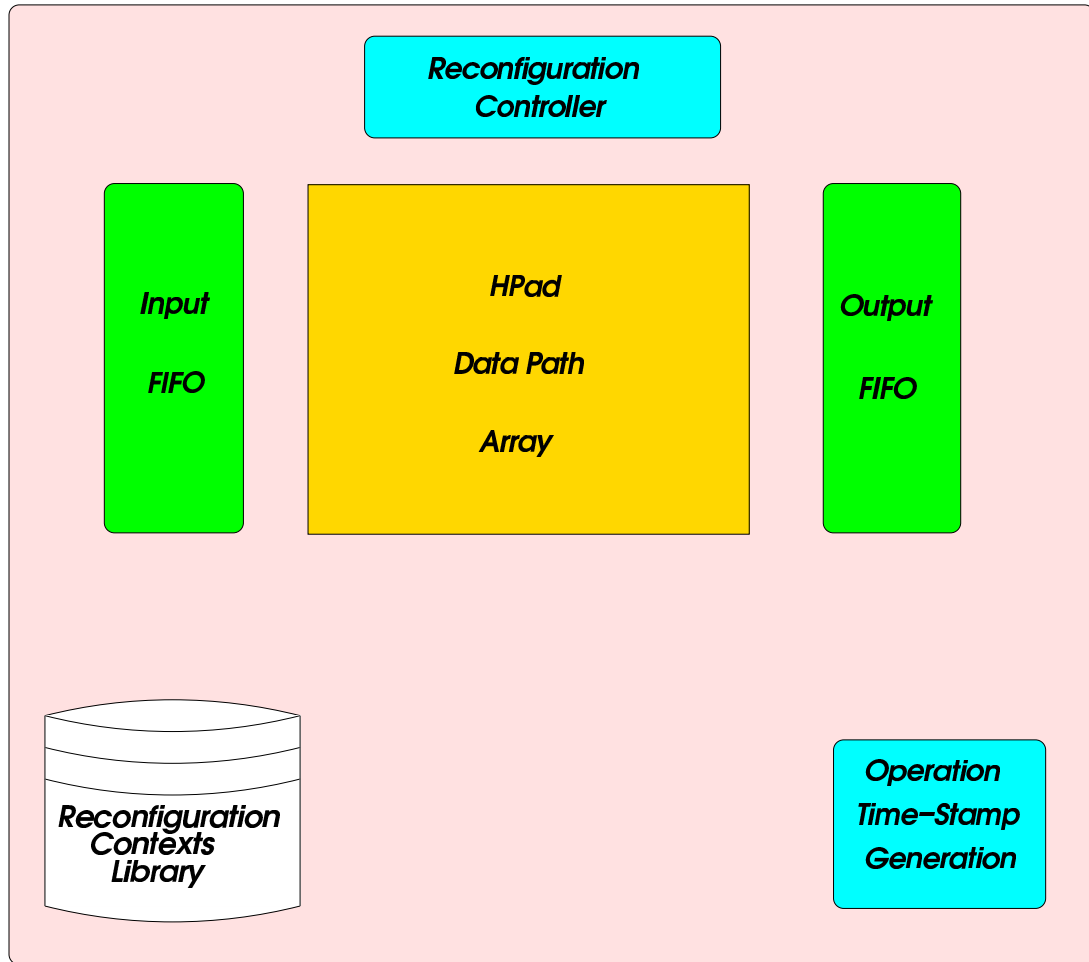 Reconfiguration
Controller
Input
FIFO
HPad
Data Path
Array
Output
FIFO
Reconfiguration
Contexts
Library
Operation
Time-Stamp
Generation